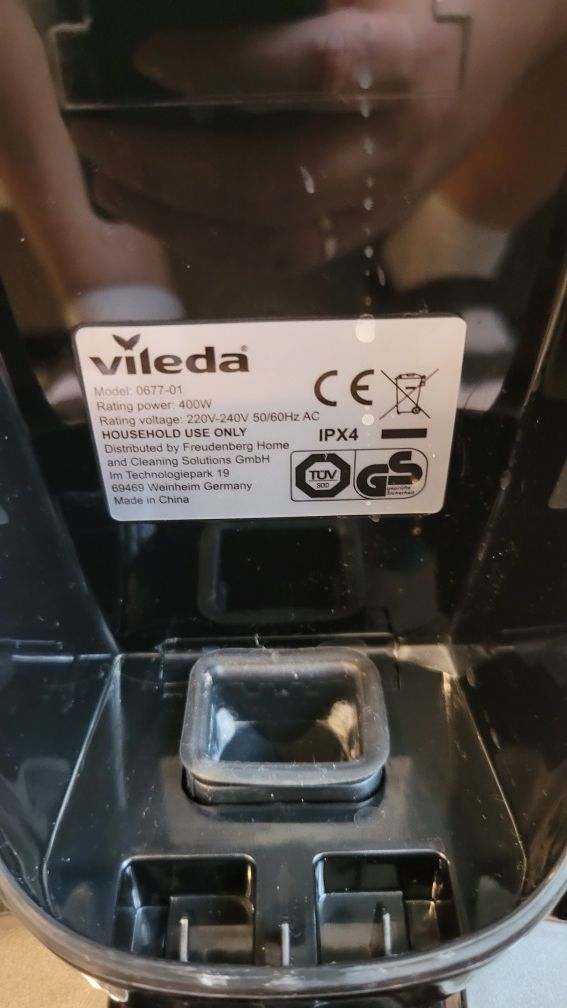 vileda®
Model: 0677-01
Rating power: 400W
Rating voltage: 220V-240V 50/60Hz AC
HOUSEHOLD USE ONLY
Distributed by Freudenberg Home
and Cleaning Solutions GmbH
Im Technologiepark 19
69469 Weinheim Germany
Made in China
CE
IPX4
TÜV
SÜD
GS
geprüfte
Sicherheit